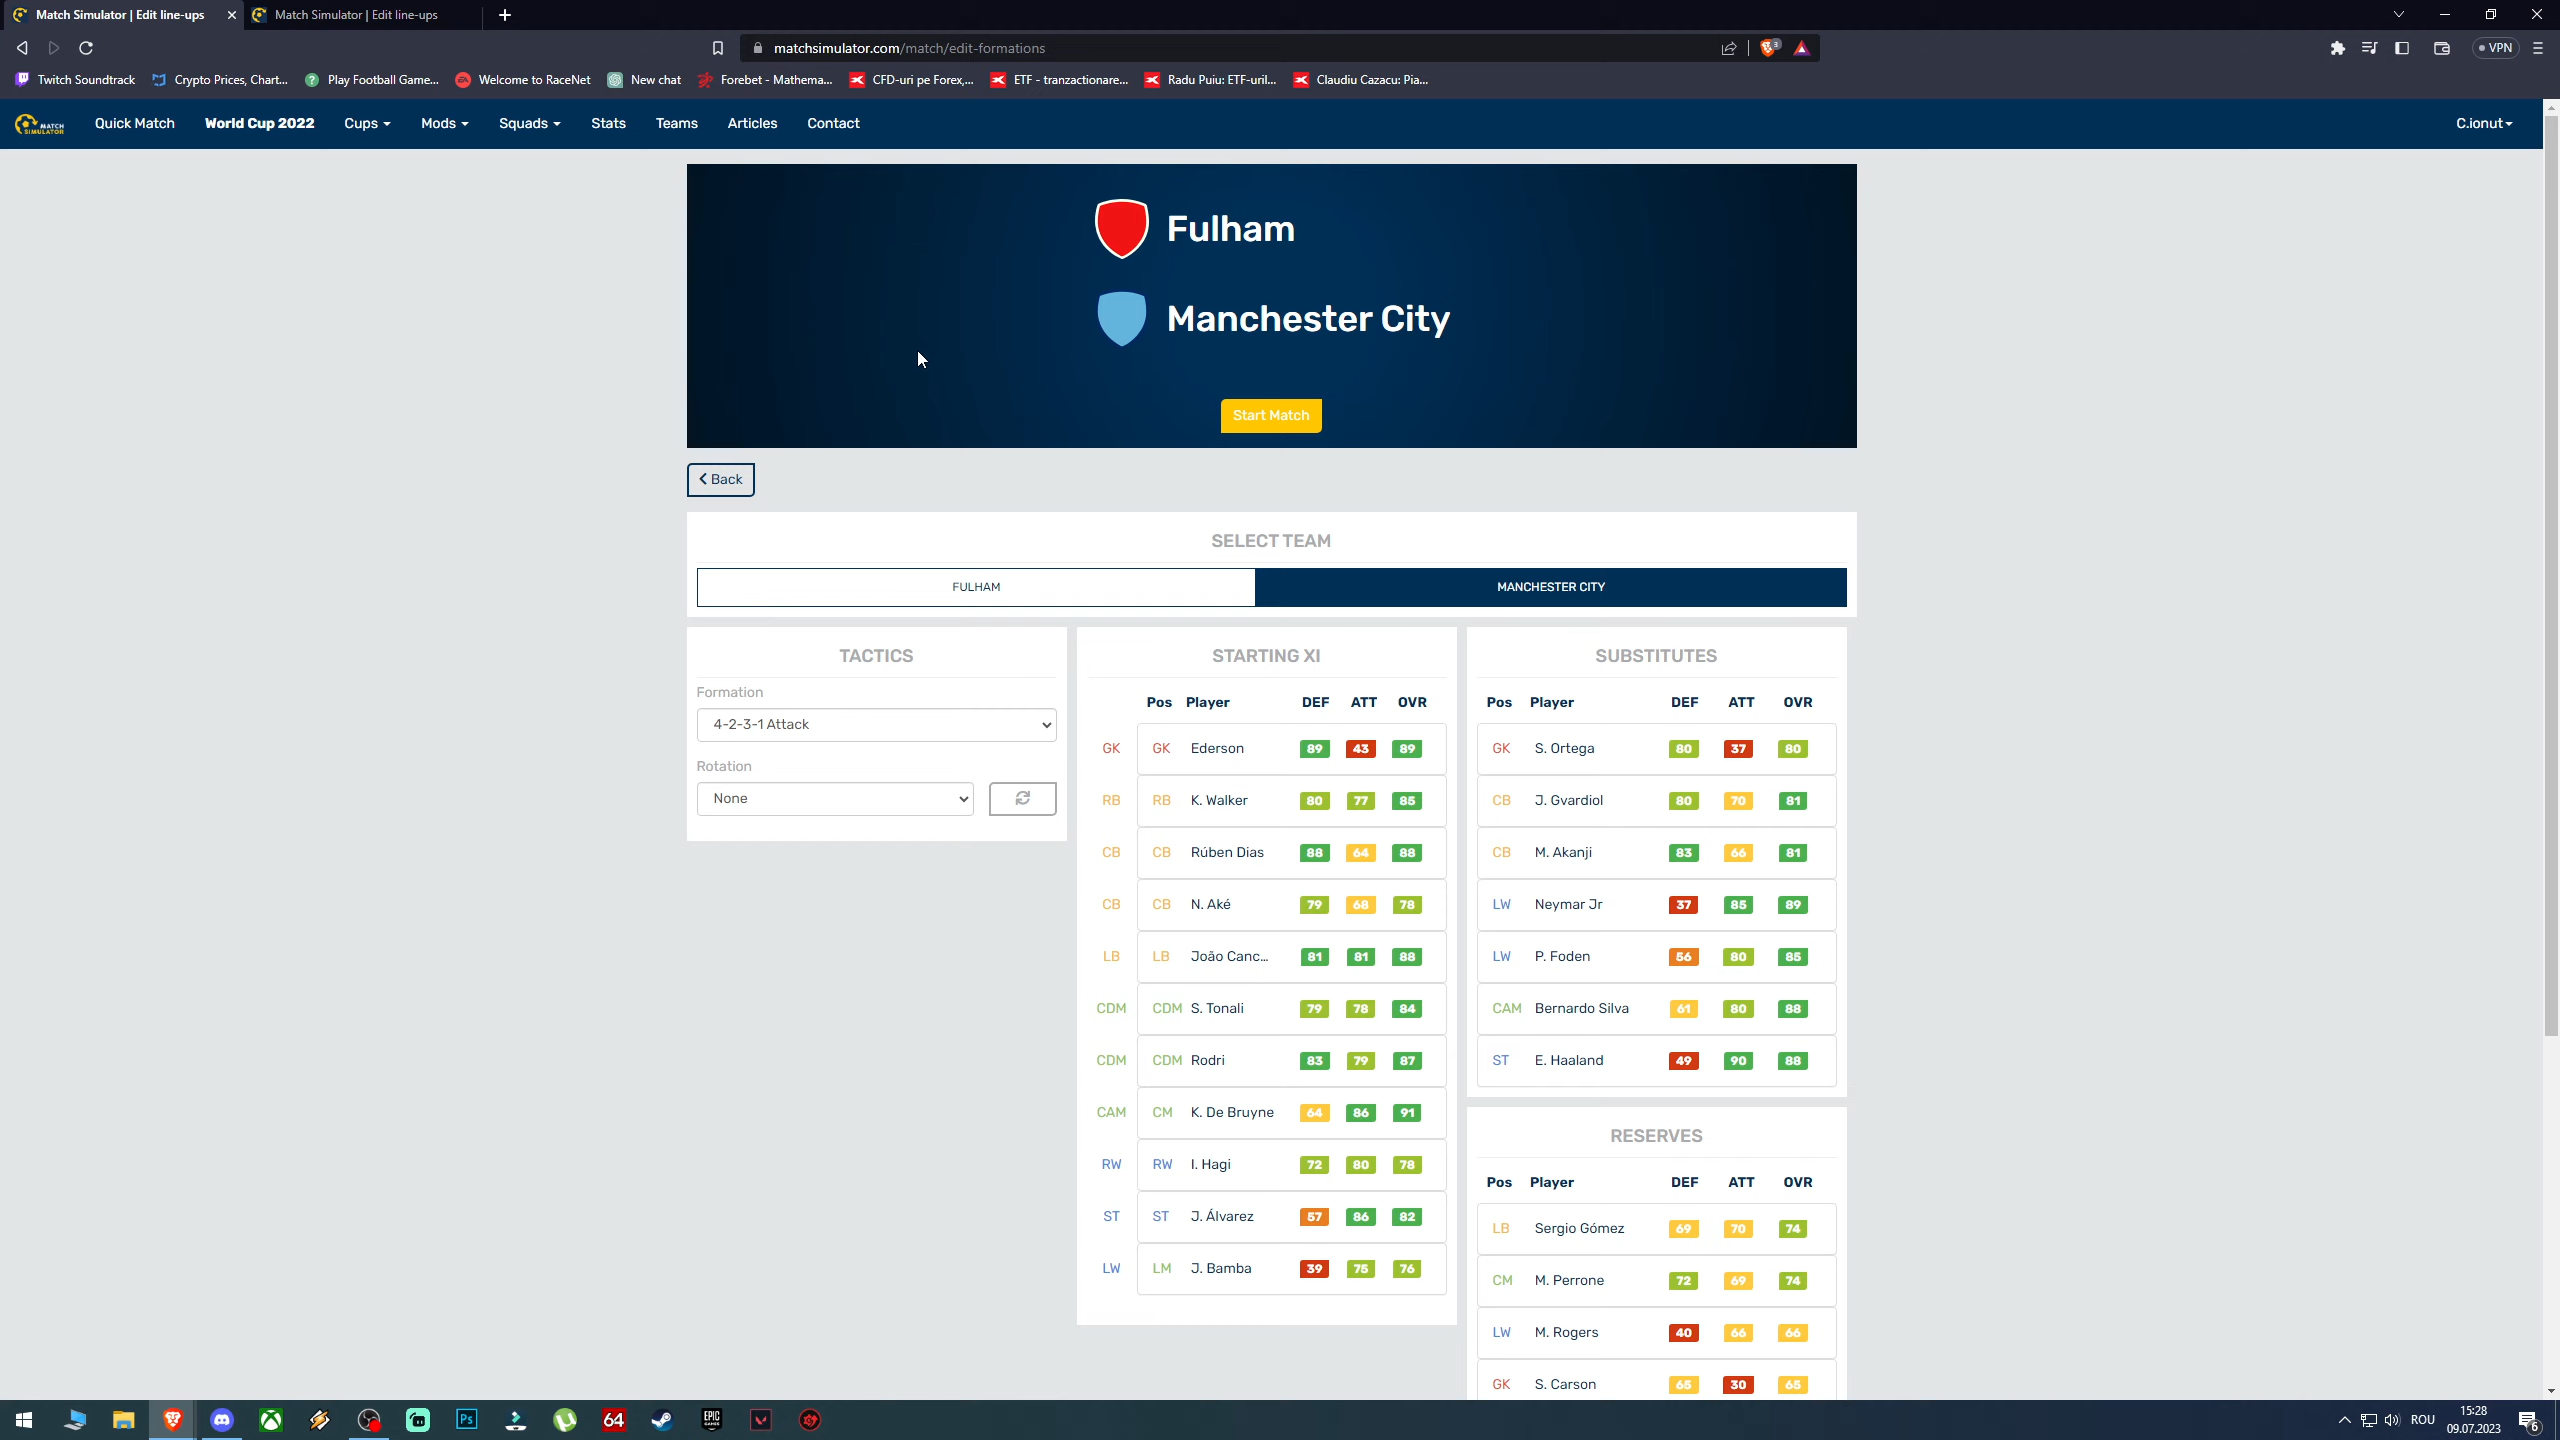 Match Simulator | Edit line-ups
Match Simulator | Edit line-ups
matchsimulator.com/match/edit-formations
3
VPN
Twitch Soundtrack
Crypto Prices, Chart...
Play Football Game...
Welcome to RaceNet
New chat
Forebet - Mathema...
CFD-uri pe Forex,...
ETF - tranzactionare...
Radu Puiu: ETF-uril...
Claudiu Cazacu: Pia...
MATCH
SIMULATOR
Quick Match
World Cup 2022
Cups
Mods
Squads
Stats
Teams
Articles
Contact
C.ionut
Fulham
Manchester City
Start Match
Back
SELECT TEAM
FULHAM
MANCHESTER CITY
TACTICS
Formation
4-2-3-1 Attack
Rotation
None
STARTING XI
Pos Player DEF ATT OVR
GK GK Ederson 89 43 89
RB RB K. Walker 80 77 85
CB CB Rúben Dias 88 64 88
CB CB N. Aké 79 68 78
LB LB João Canc... 81 81 88
CDM CDM S. Tonali 79 78 84
CDM CDM Rodri 83 79 87
CAM CM K. De Bruyne 64 86 91
RW RW I. Hagi 72 80 78
ST ST J. Álvarez 57 86 82
LW LM J. Bamba 39 75 76
SUBSTITUTES
Pos Player DEF ATT OVR
GK S. Ortega 80 37 80
CB J. Gvardiol 80 70 81
CB M. Akanji 83 66 81
LW Neymar Jr 37 85 89
LW P. Foden 56 80 85
CAM Bernardo Silva 61 80 88
ST E. Haaland 49 90 88
RESERVES
Pos Player DEF ATT OVR
LB Sergio Gómez 69 70 74
CM M. Perrone 72 69 74
LW M. Rogers 40 66 66
GK S. Carson 65 30 65
Ps
64
EPIC
GAMES
ROU
15:28
09.07.2023
6